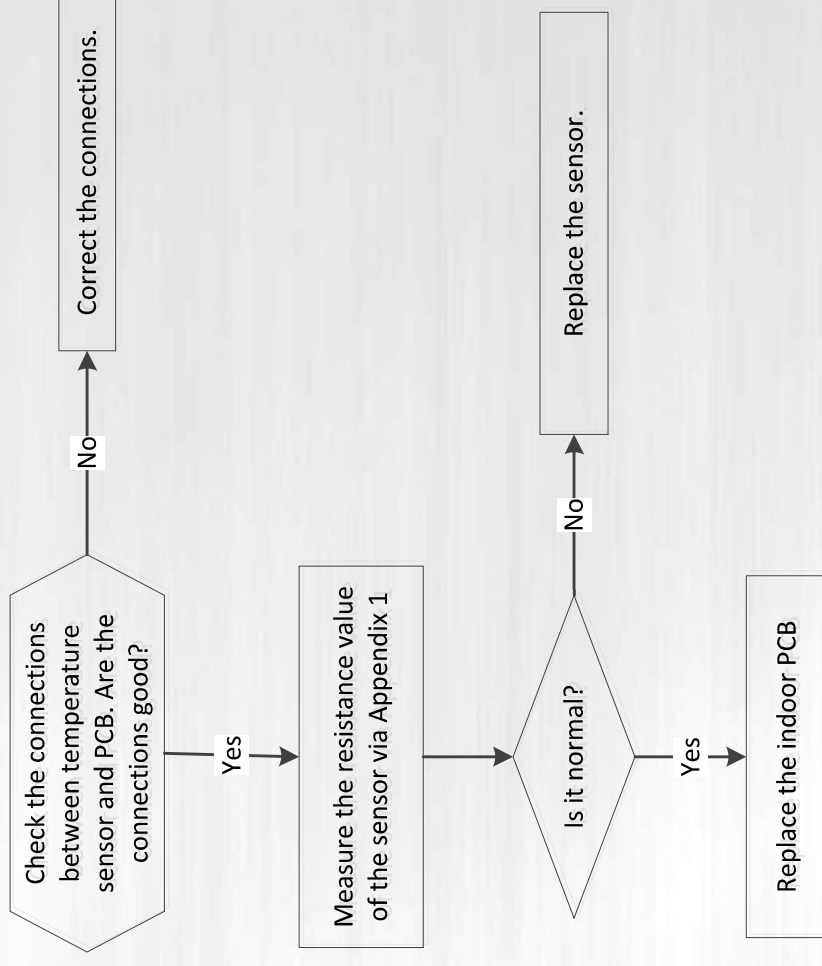 Check the connections
between temperature
sensor and PCB. Are the
connections good?
No
Correct the connections.
Yes
Measure the resistance value
of the sensor via Appendix 1
Is it normal?
No
Replace the sensor.
Yes
Replace the indoor PCB